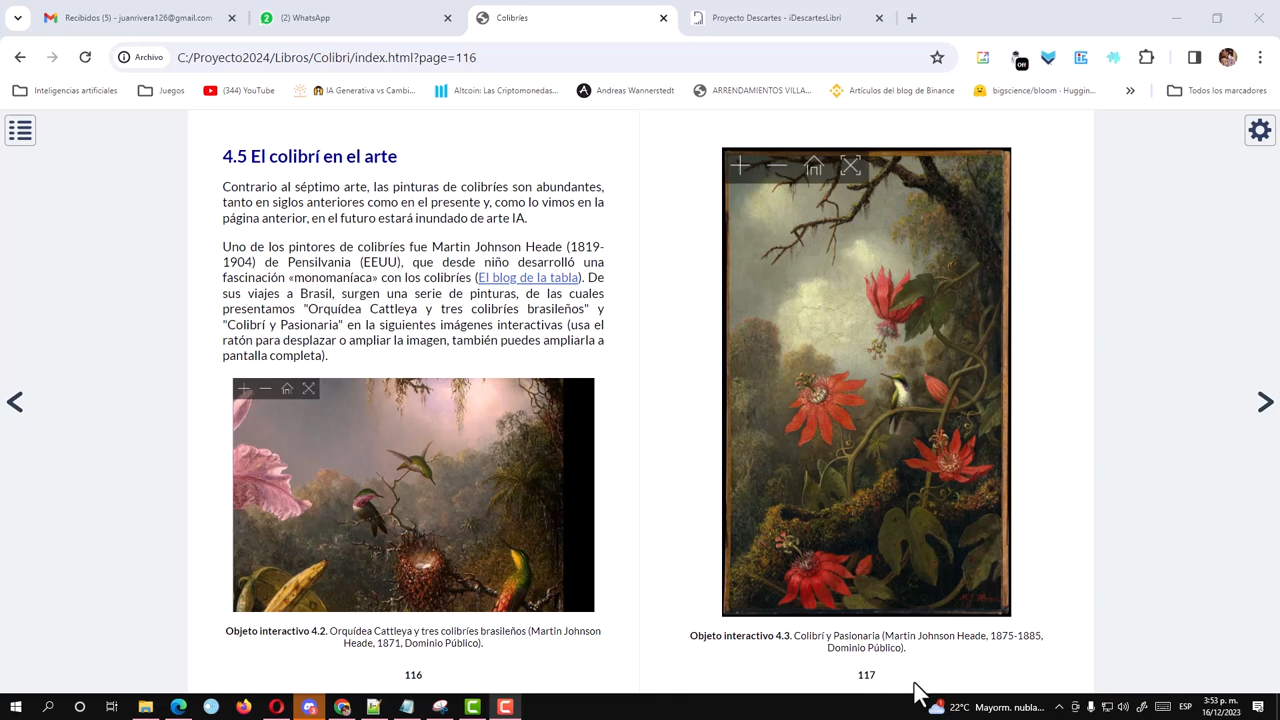 Recibidos (5) - juanrivera126@gmail.com
(2) WhatsApp
Colibríes
Proyecto Descartes - iDescartesLibri
Archivo C:/Proyecto2024/Libros/Colibri/index.html?page=116
Off
Inteligencias artificiales
Juegos
(344) YouTube
IA Generativa vs Cambi...
Altcoin: Las Criptomonedas...
Andreas Wannerstedt
ARRENDAMIENTOS VILLA...
Artículos del blog de Binance
bigscience/bloom · Huggin...
»
Todos los marcadores
4.5 El colibrí en el arte
Contrario al séptimo arte, las pinturas de colibríes son abundantes,
tanto en siglos anteriores como en el presente y, como lo vimos en la
página anterior, en el futuro estará inundado de arte IA.
Uno de los pintores de colibríes fue Martin Johnson Heade (1819-
1904) de Pensilvania (EEUU), que desde niño desarrolló una
fascinación «monomaníaca» con los colibríes (El blog de la tabla). De
sus viajes a Brasil, surgen una serie de pinturas, de las cuales
presentamos "Orquídea Cattleya y tres colibríes brasileños" y
"Colibrí y Pasionaria" en la siguientes imágenes interactivas (usa el
ratón para desplazar o ampliar la imagen, también puedes ampliarla a
pantalla completa).
Objeto interactivo 4.2. Orquídea Cattleya y tres colibríes brasileños (Martin Johnson
Heade, 1871, Dominio Público).
116
Objeto interactivo 4.3. Colibrí y Pasionaria (Martin Johnson Heade, 1875-1885,
Dominio Público).
117
22°C Mayorm. nubla...
ESP
3:53 p. m.
16/12/2023